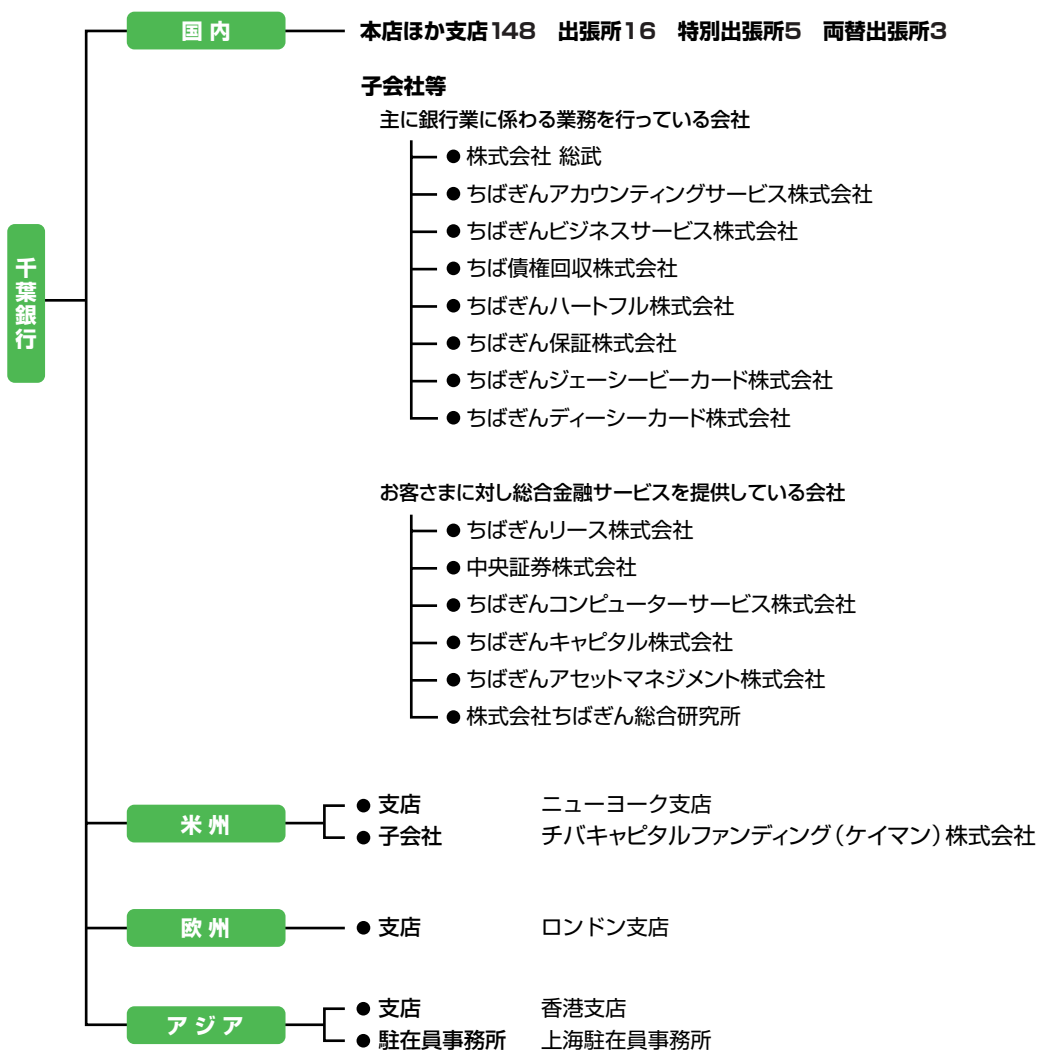 千葉銀行
国内
本店ほか支店148 出張所16 特別出張所5 両替出張所3
子会社等
主に銀行業に係わる業務を行っている会社
●株式会社 総武
●ちばぎんアカウンティングサービス株式会社
●ちばぎんビジネスサービス株式会社
●ちば債権回収株式会社
●ちばぎんハートフル株式会社
●ちばぎん保証株式会社
●ちばぎんジェーシービーカード株式会社
●ちばぎんディーシーカード株式会社
お客さまに対し総合金融サービスを提供している会社
●ちばぎんリース株式会社
●中央証券株式会社
●ちばぎんコンピューターサービス株式会社
●ちばぎんキャピタル株式会社
●ちばぎんアセットマネジメント株式会社
●株式会社ちばぎん総合研究所
米州
●支店 ニューヨーク支店
●子会社 チバキャピタルファンディング(ケイマン)株式会社
欧州
●支店 ロンドン支店
アジア
●支店 香港支店
●駐在員事務所 上海駐在員事務所